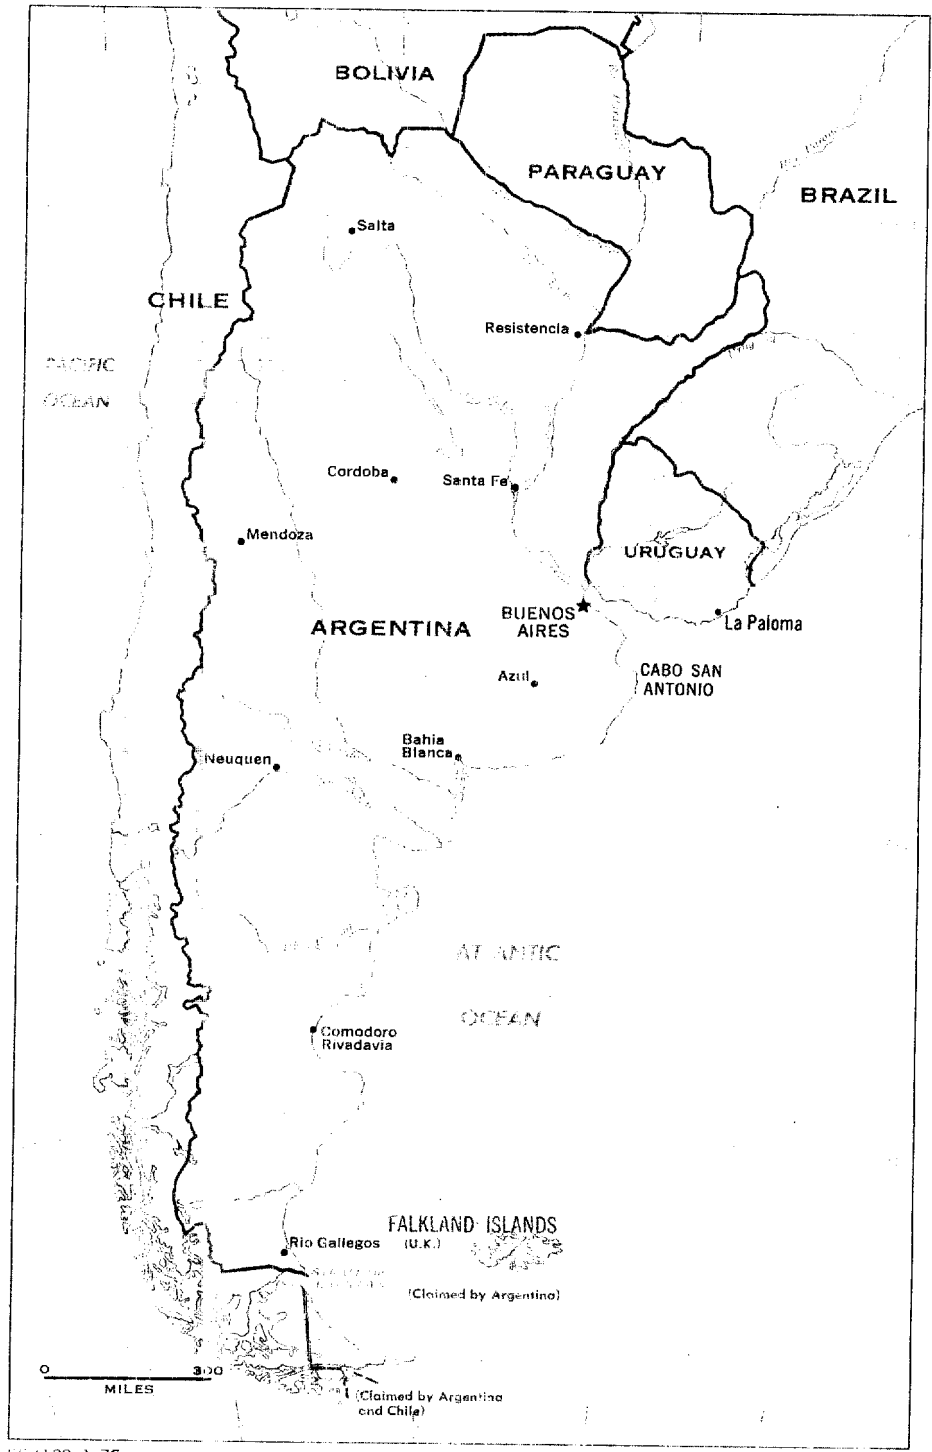 BOLIVIA
PARAGUAY
BRAZIL
Salta
CHILE
Resistencia
PACIFIC
OCEAN
Cordoba
Santa Fe
Mendoza
URUGUAY
BUENOS
AIRES
La Paloma
ARGENTINA
CABO SAN
ANTONIO
Azul
Bahia
Blanca
Neuquen
ATLANTIC
OCEAN
Comodoro
Rivadavia
FALKLAND ISLANDS
(U.K.)
Rio Gallegos
(Claimed by Argentina)
0 300
MILES
(Claimed by Argentina
and Chile)